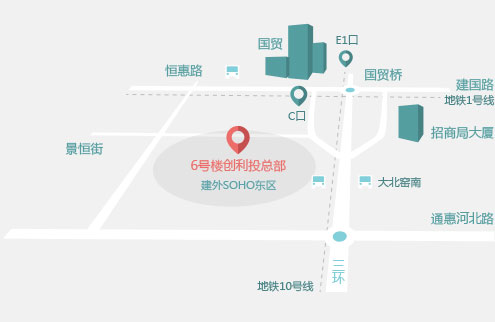 E1口
国贸
恒惠路
国贸桥
建国路
地铁1号线
C口
招商局大厦
景恒街
6号楼创利投总部
建外SOHO东区
大北窑南
通惠河北路
三环
地铁10号线